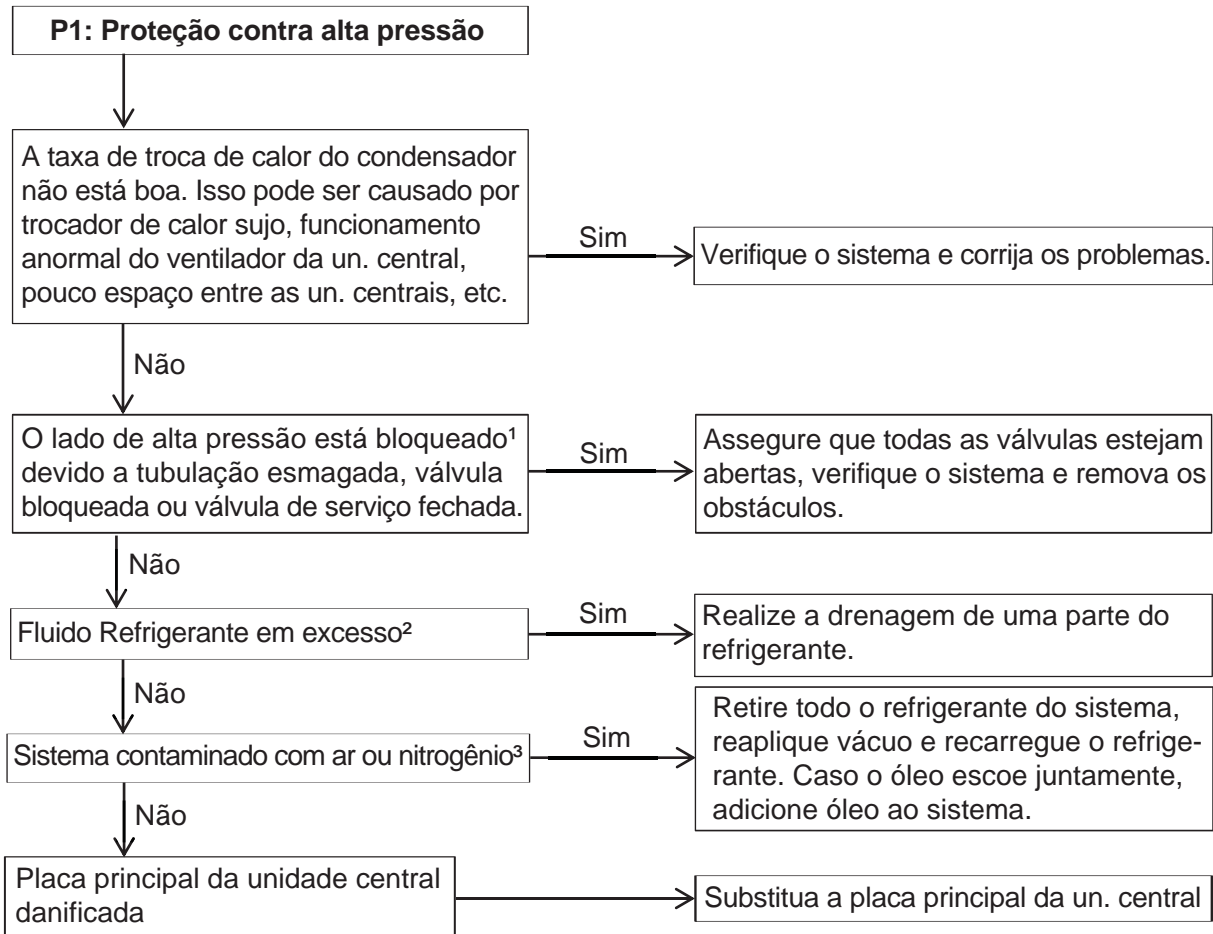 P1: Proteção contra alta pressão
A taxa de troca de calor do condensador
não está boa. Isso pode ser causado por
trocador de calor sujo, funcionamento
anormal do ventilador da un. central,
pouco espaço entre as un. centrais, etc.
Sim
Verifique o sistema e corrija os problemas.
Não
O lado de alta pressão está bloqueado¹
devido a tubulação esmagada, válvula
bloqueada ou válvula de serviço fechada.
Sim
Assegure que todas as válvulas estejam
abertas, verifique o sistema e remova os
obstáculos.
Não
Fluido Refrigerante em excesso²
Sim
Realize a drenagem de uma parte do
refrigerante.
Não
Sistema contaminado com ar ou nitrogênio³
Sim
Retire todo o refrigerante do sistema,
reaplique vácuo e recarregue o refrige-
rante. Caso o óleo escoe juntamente,
adicione óleo ao sistema.
Não
Placa principal da unidade central
danificada
Substitua a placa principal da un. central